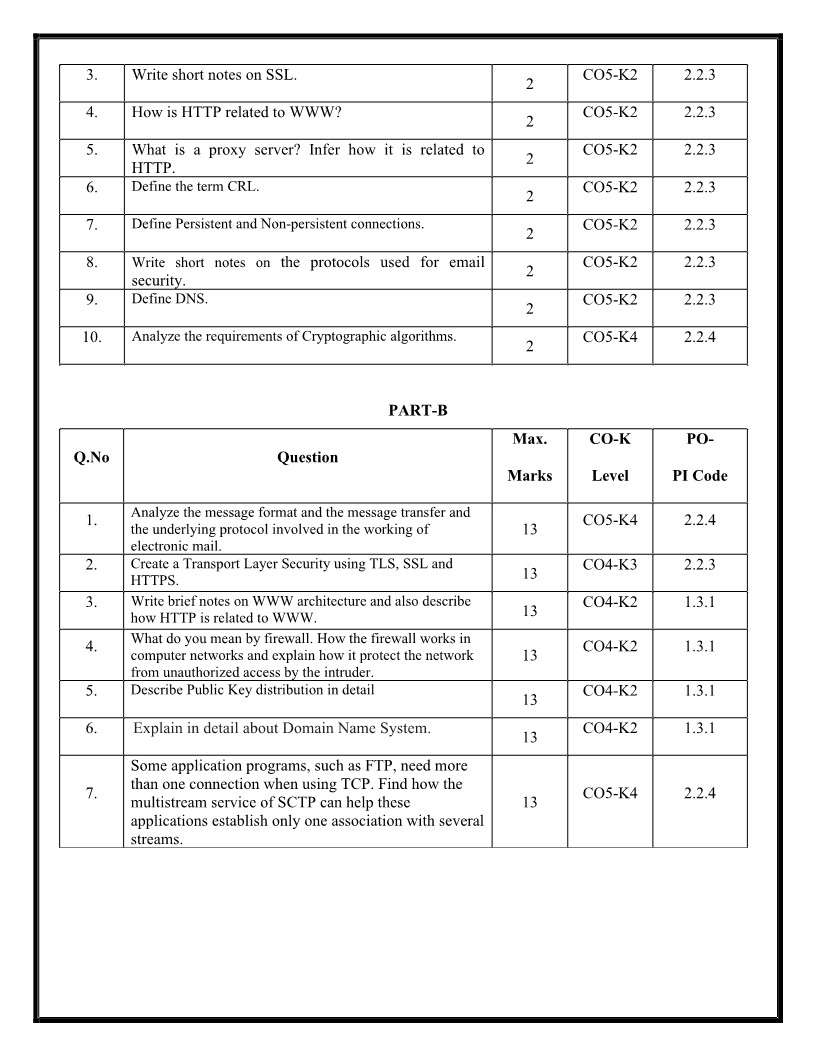 3. Write short notes on SSL. 2 CO5-K2 2.2.3
4. How is HTTP related to WWW? 2 CO5-K2 2.2.3
5. What is a proxy server? Infer how it is related to HTTP. 2 CO5-K2 2.2.3
6. Define the term CRL. 2 CO5-K2 2.2.3
7. Define Persistent and Non-persistent connections. 2 CO5-K2 2.2.3
8. Write short notes on the protocols used for email security. 2 CO5-K2 2.2.3
9. Define DNS. 2 CO5-K2 2.2.3
10. Analyze the requirements of Cryptographic algorithms. 2 CO5-K4 2.2.4
PART-B
Q.No Question Max. Marks CO-K Level PO- PI Code
1. Analyze the message format and the message transfer and
the underlying protocol involved in the working of
electronic mail. 13 CO5-K4 2.2.4
2. Create a Transport Layer Security using TLS, SSL and
HTTPS. 13 CO4-K3 2.2.3
3. Write brief notes on WWW architecture and also describe
how HTTP is related to WWW. 13 CO4-K2 1.3.1
4. What do you mean by firewall. How the firewall works in
computer networks and explain how it protect the network
from unauthorized access by the intruder. 13 CO4-K2 1.3.1
5. Describe Public Key distribution in detail 13 CO4-K2 1.3.1
6. Explain in detail about Domain Name System. 13 CO4-K2 1.3.1
7. Some application programs, such as FTP, need more
than one connection when using TCP. Find how the
multistream service of SCTP can help these
applications establish only one association with several
streams. 13 CO5-K4 2.2.4